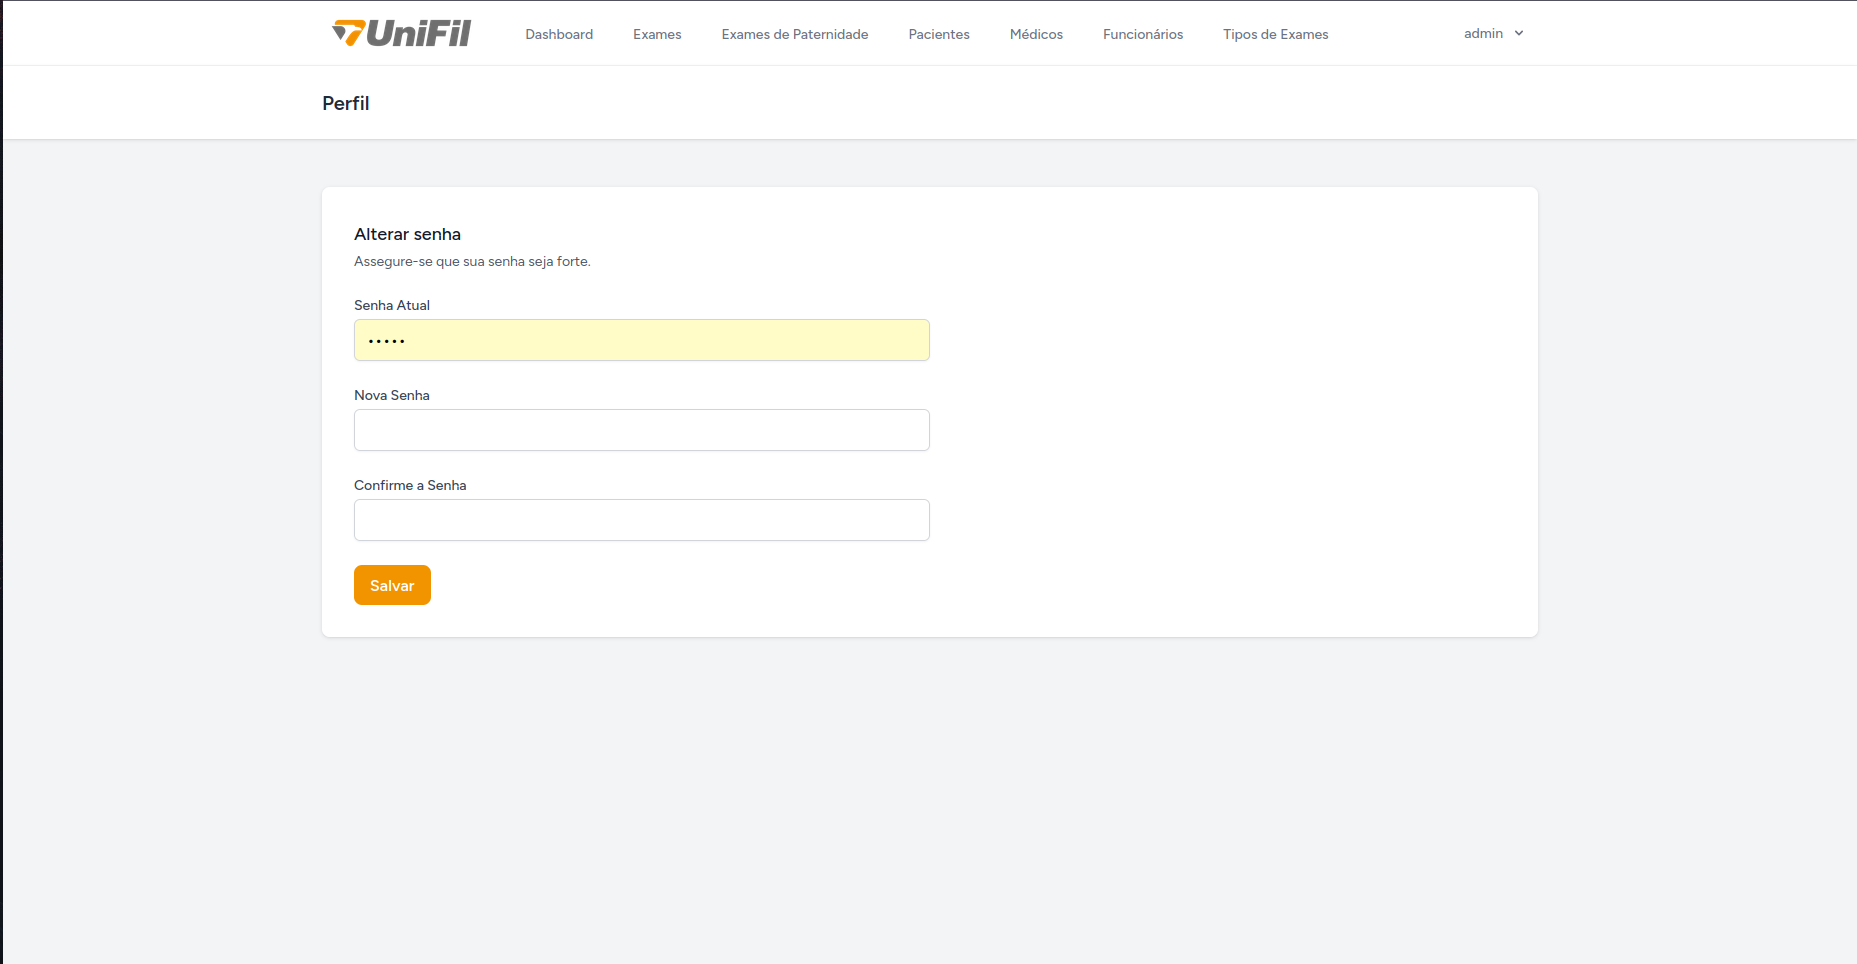 UniFil Dashboard Exames Exames de Paternidade Pacientes Médicos Funcionários Tipos de Exames admin
Perfil
Alterar senha
Assegure-se que sua senha seja forte.
Senha Atual
•••••
Nova Senha
Confirme a Senha
Salvar